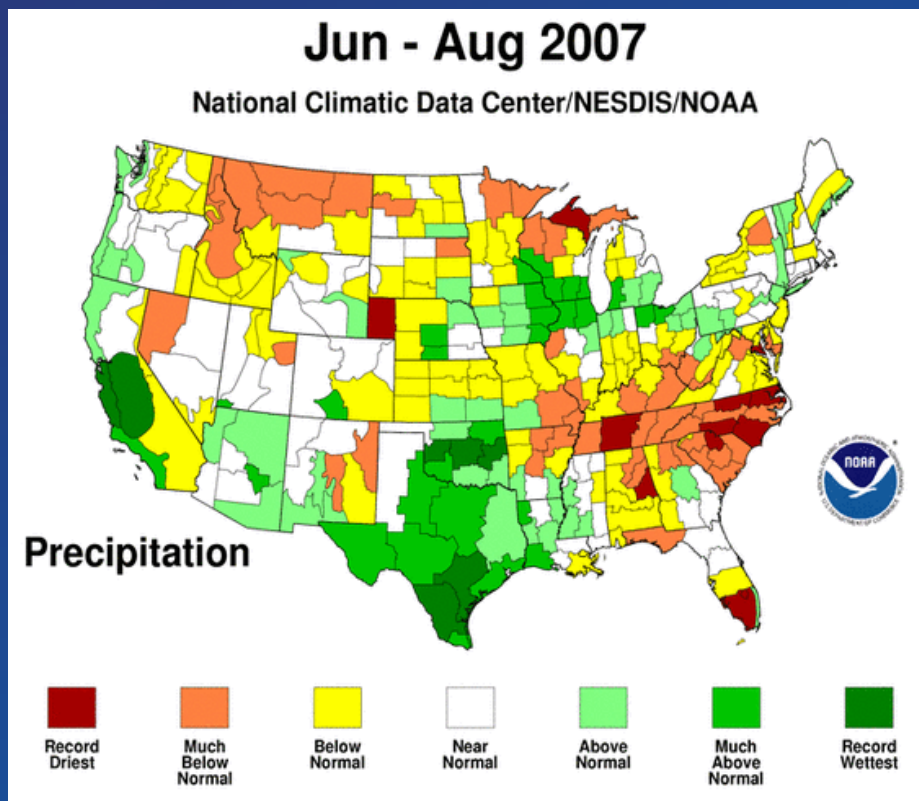 Jun - Aug 2007
National Climatic Data Center/NESDIS/NOAA
NOAA
Precipitation
Record
Driest
Much
Below
Normal
Below
Normal
Near
Normal
Above
Normal
Much
Above
Normal
Record
Wettest